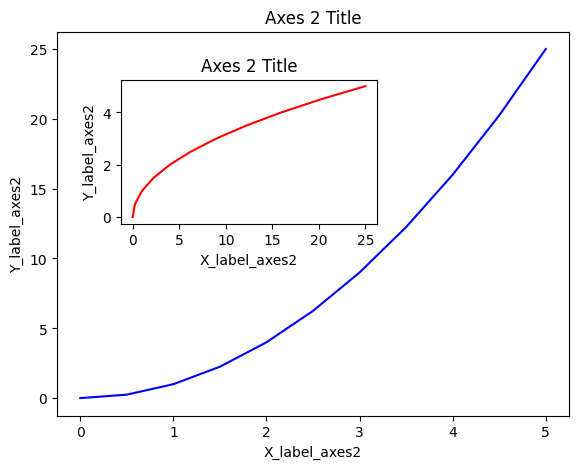 Axes 2 Title
25
20
15
10
5
0
Y_label_axes2
Axes 2 Title
4
2
0
Y_label_axes2
0 5 10 15 20 25
X_label_axes2
0 1 2 3 4 5
X_label_axes2